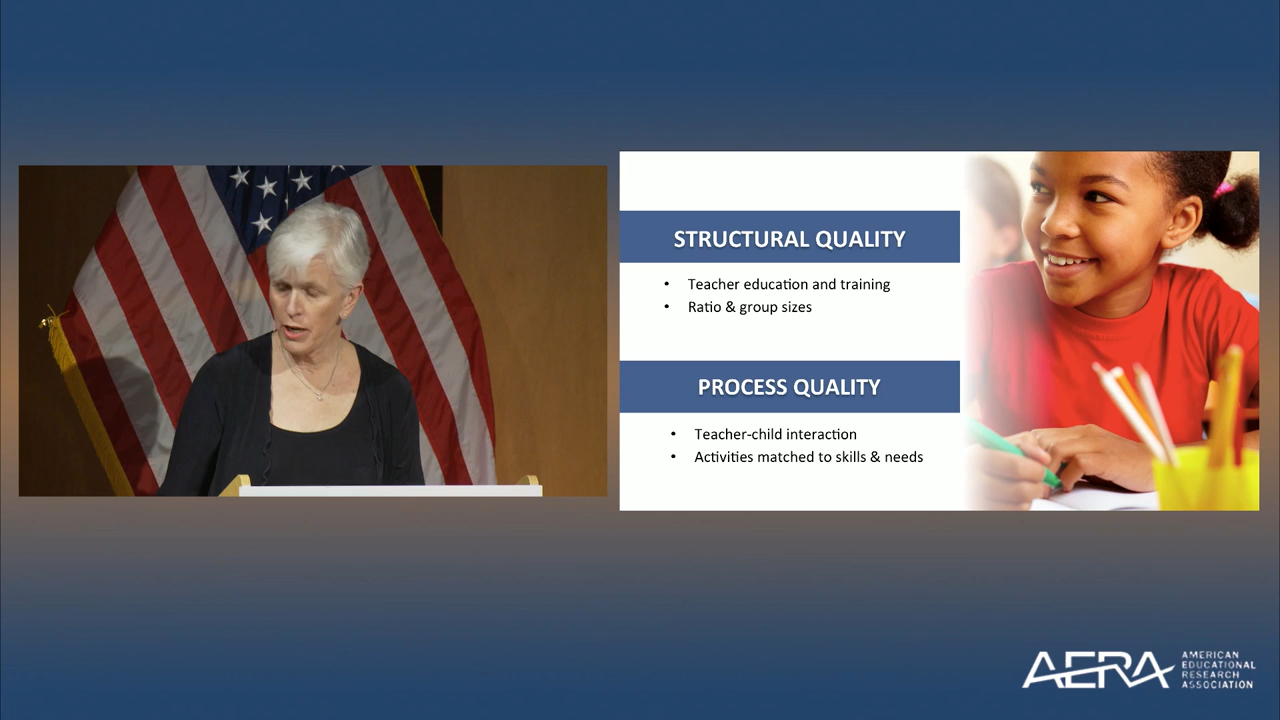 STRUCTURAL QUALITY
• Teacher education and training
• Ratio & group sizes
PROCESS QUALITY
• Teacher-child interaction
• Activities matched to skills & needs
AERA
AMERICAN
EDUCATIONAL
RESEARCH
ASSOCIATION